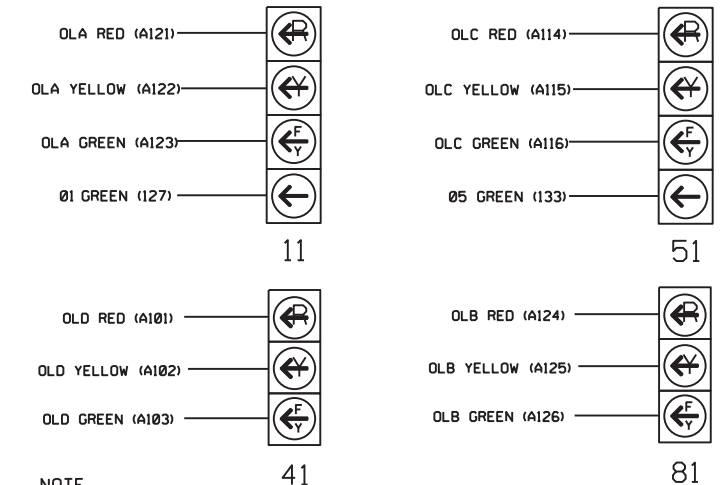 OLA RED (A121)
R
OLA YELLOW (A122)
Y
OLA GREEN (A123)
F
Y
01 GREEN (127)
11
OLC RED (A114)
R
OLC YELLOW (A115)
Y
OLC GREEN (A116)
F
Y
05 GREEN (133)
51
OLD RED (A101)
R
OLD YELLOW (A102)
Y
OLD GREEN (A103)
F
Y
41
OLB RED (A124)
R
OLB YELLOW (A125)
Y
OLB GREEN (A126)
F
Y
81
NOTE